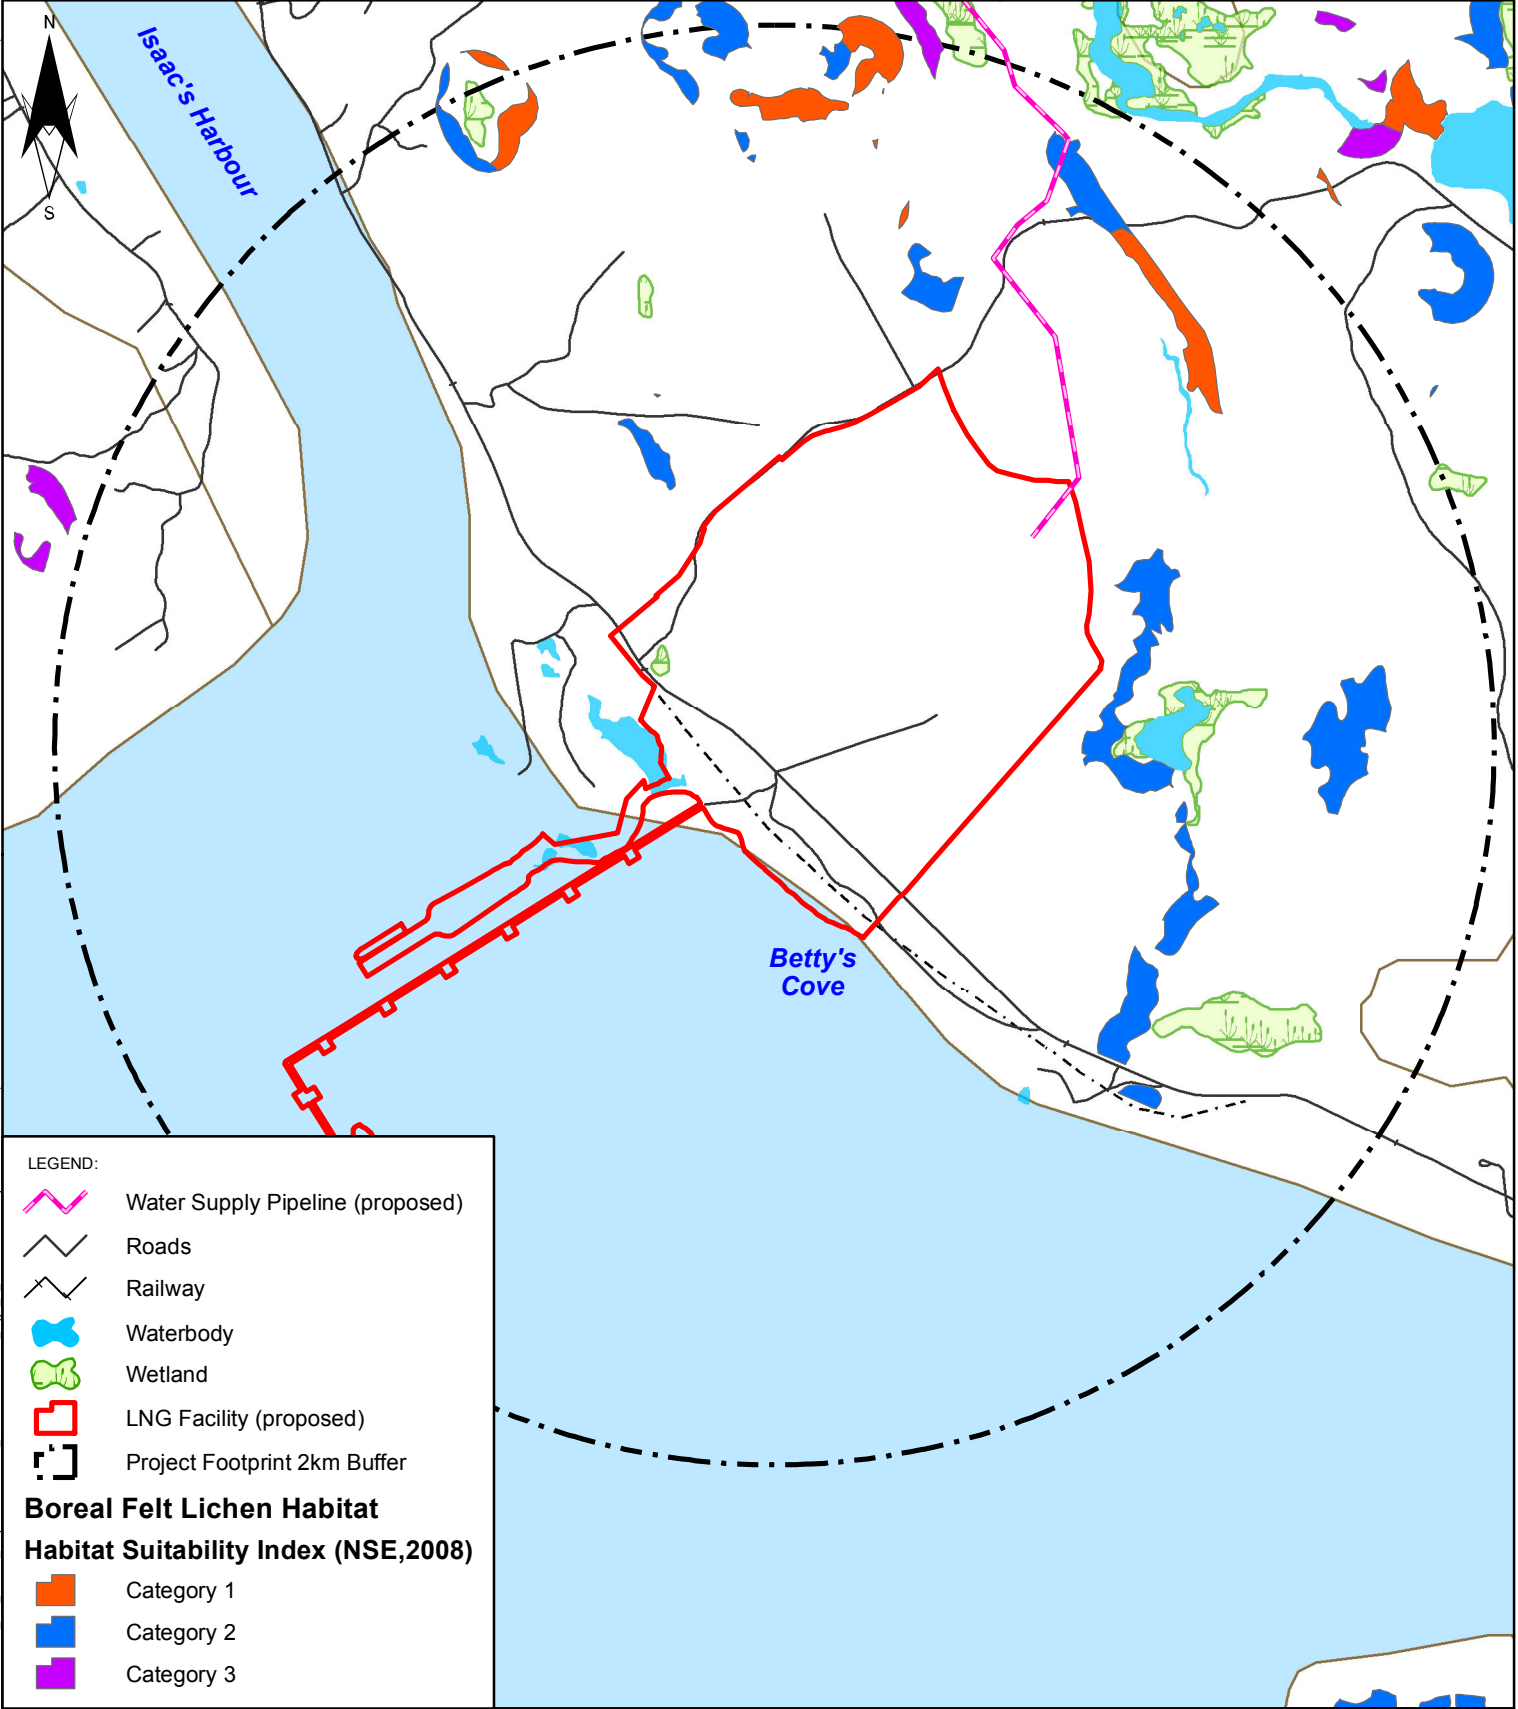 N
S
Isaac's Harbour
Betty's
Cove
LEGEND:
Water Supply Pipeline (proposed)
Roads
Railway
Waterbody
Wetland
LNG Facility (proposed)
Project Footprint 2km Buffer
Boreal Felt Lichen Habitat
Habitat Suitability Index (NSE,2008)
Category 1
Category 2
Category 3